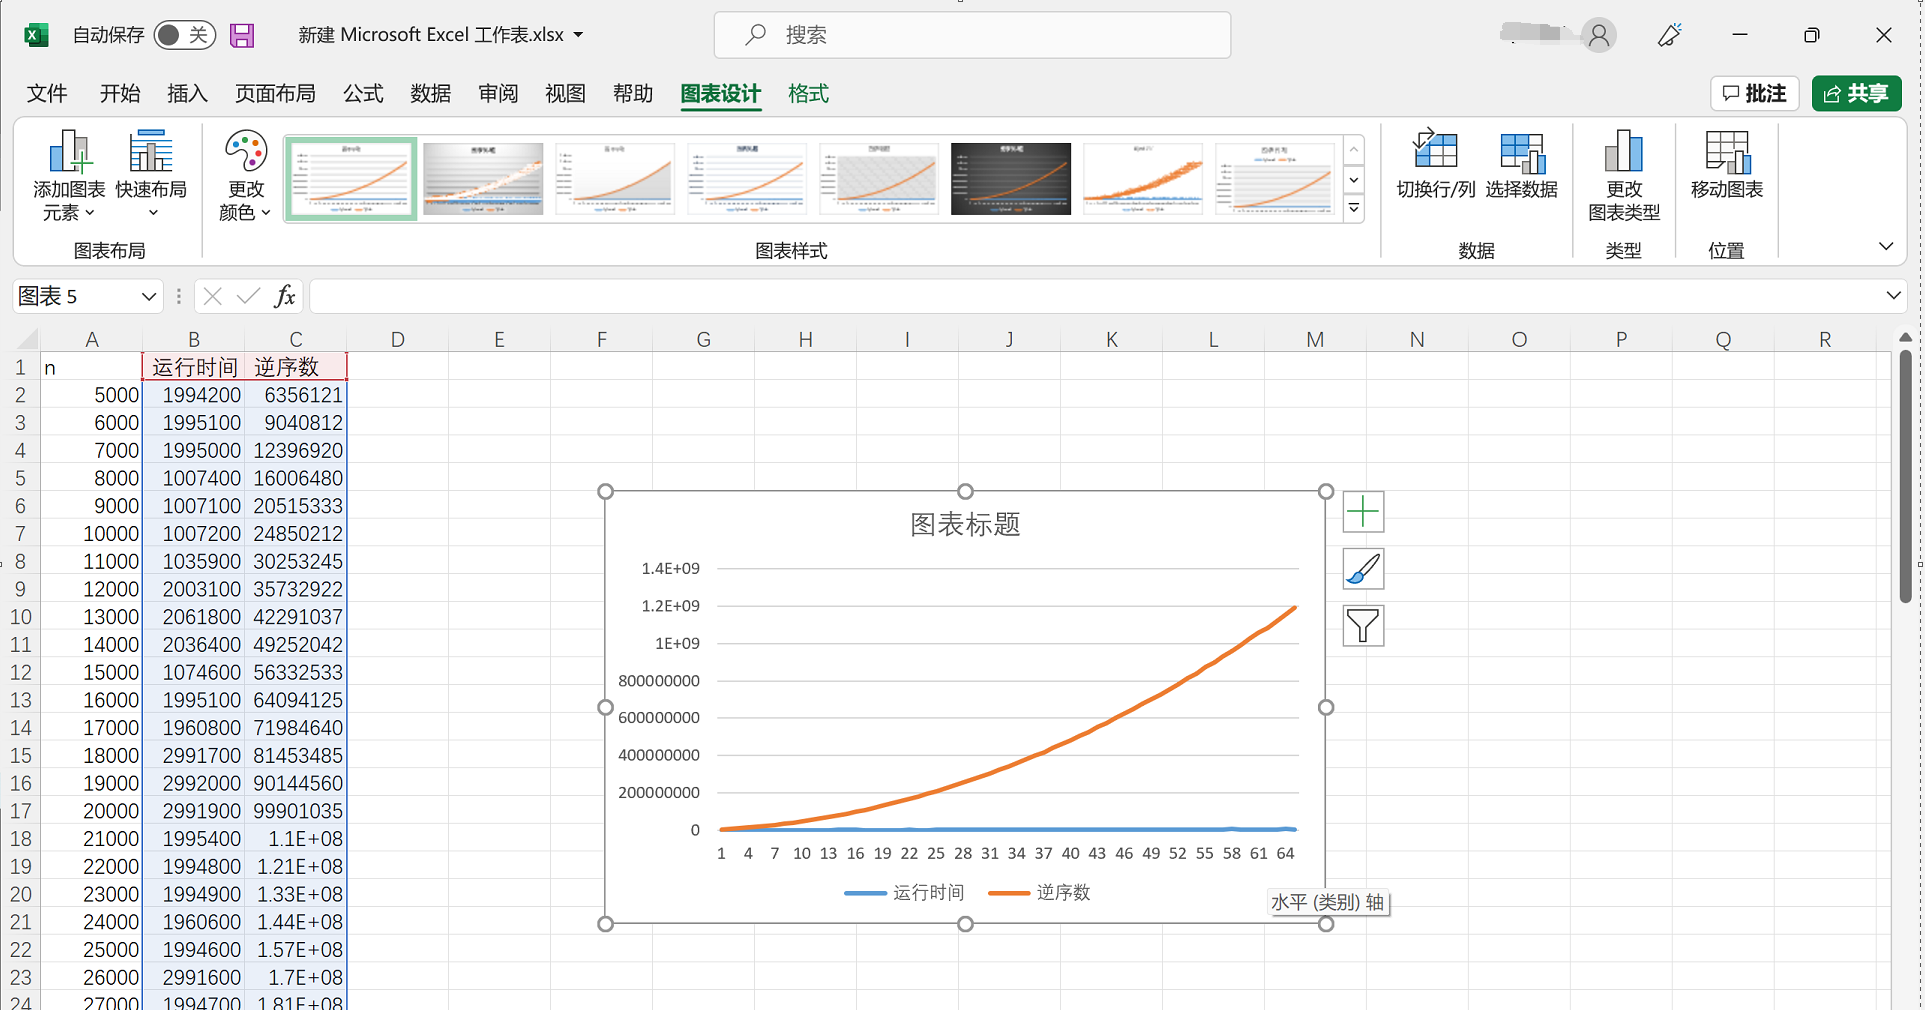 自动保存 关 新建 Microsoft Excel 工作表.xlsx 搜索
文件 开始 插入 页面布局 公式 数据 审阅 视图 帮助 图表设计 格式 批注 共享
添加图表元素 快速布局 更改颜色 切换行/列 选择数据 更改图表类型 移动图表
图表布局 图表样式 数据 类型 位置
图表 5 fx
A B C D E F G H I J K L M N O P Q R
1 n 运行时间 逆序数
2 5000 1994200 6356121
3 6000 1995100 9040812
4 7000 1995000 12396920
5 8000 1007400 16006480
6 9000 1007100 20515333
7 10000 1007200 24850212
8 11000 1035900 30253245
9 12000 2003100 35732922
10 13000 2061800 42291037
11 14000 2036400 49252042
12 15000 1074600 56332533
13 16000 1995100 64094125
14 17000 1960800 71984640
15 18000 2991700 81453485
16 19000 2992000 90144560
17 20000 2991900 99901035
18 21000 1995400 1.1E+08
19 22000 1994800 1.21E+08
20 23000 1994900 1.33E+08
21 24000 1960600 1.44E+08
22 25000 1994600 1.57E+08
23 26000 2991600 1.7E+08
24 27000 1994700 1.81E+08
图表标题
1.4E+09
1.2E+09
1E+09
800000000
600000000
400000000
200000000
0
1 4 7 10 13 16 19 22 25 28 31 34 37 40 43 46 49 52 55 58 61 64
运行时间 逆序数
水平 (类别) 轴